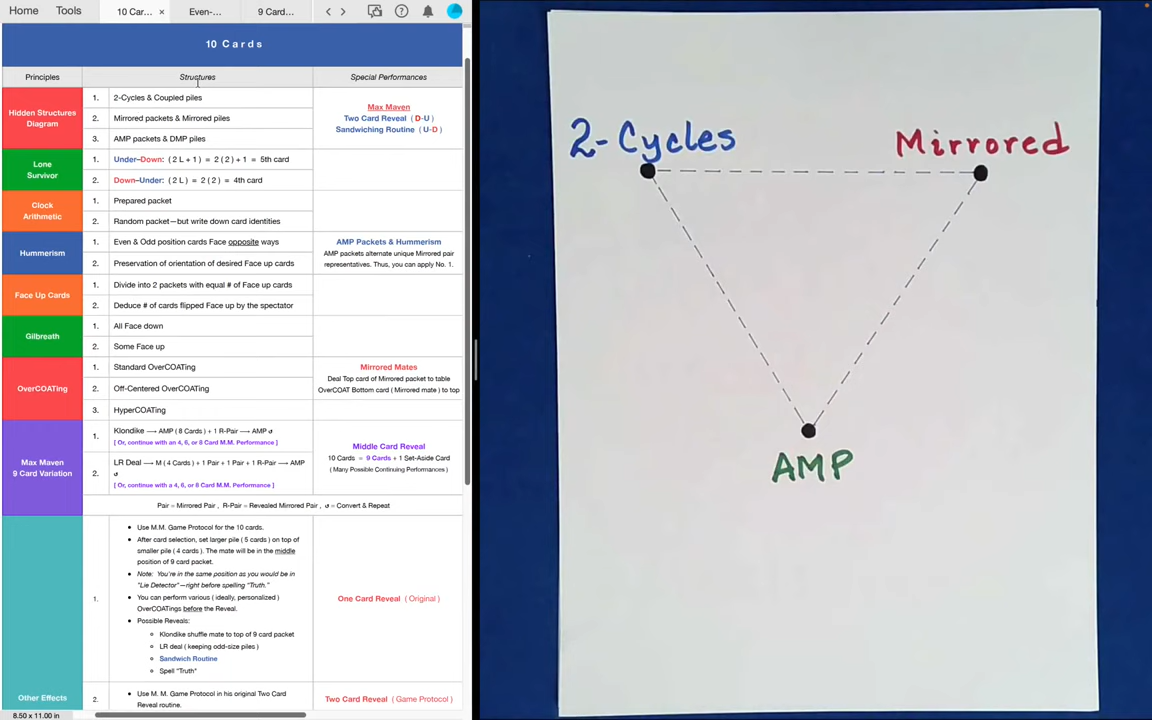 Home Tools 10 Car... × Even-... 9 Card...
10 Cards
Principles Structures Special Performances
Hidden Structures
Diagram
1. 2-Cycles & Coupled piles
2. Mirrored packets & Mirrored piles
3. AMP packets & DMP piles
Max Maven
Two Card Reveal ( D-U )
Sandwiching Routine ( U-D )
Lone
Survivor
1. Under–Down: ( 2 L + 1 ) = 2 ( 2 ) + 1 = 5th card
2. Down–Under: ( 2 L ) = 2 ( 2 ) = 4th card
Clock
Arithmetic
1. Prepared packet
2. Random packet—but write down card identities
Hummerism
1. Even & Odd position cards Face opposite ways
2. Preservation of orientation of desired Face up cards
AMP Packets & Hummerism
AMP packets alternate unique Mirrored pair
representatives. Thus, you can apply No. 1.
Face Up Cards
1. Divide into 2 packets with equal # of Face up cards
2. Deduce # of cards flipped Face up by the spectator
Gilbreath
1. All Face down
2. Some Face up
OverCOATing
1. Standard OverCOATing
2. Off-Centered OverCOATing
3. HyperCOATing
Mirrored Mates
Deal Top card of Mirrored packet to table
OverCOAT Bottom card ( Mirrored mate ) to top
Max Maven
9 Card Variation
1. Klondike → AMP ( 8 Cards ) + 1 R-Pair → AMP ↺
[ Or, continue with an 4, 6, or 8 Card M.M. Performance ]
2. LR Deal → M ( 4 Cards ) + 1 Pair + 1 Pair + 1 R-Pair → AMP
↺
[ Or, continue with a 4, 6, or 8 Card M.M. Performance ]
Middle Card Reveal
10 Cards = 9 Cards + 1 Set-Aside Card
( Many Possible Continuing Performances )
Pair = Mirrored Pair , R-Pair = Revealed Mirrored Pair , ↺ = Convert & Repeat
Other Effects
1.
• Use M.M. Game Protocol for the 10 cards.
• After card selection, set larger pile ( 5 cards ) on top of
smaller pile ( 4 cards ). The mate will be in the middle
position of 9 card packet.
• Note: You're in the same position as you would be in
"Lie Detector"—right before spelling "Truth."
• You can perform various ( ideally, personalized )
OverCOATings before the Reveal.
• Possible Reveals:
○ Klondike shuffle mate to top of 9 card packet
○ LR deal ( keeping odd-size piles )
○ Sandwich Routine
○ Spell "Truth"
One Card Reveal ( Original )
2.
• Use M. M. Game Protocol in his original Two Card
Reveal routine.
Two Card Reveal ( Game Protocol )
8.50 x 11.00 in
2-Cycles
Mirrored
AMP